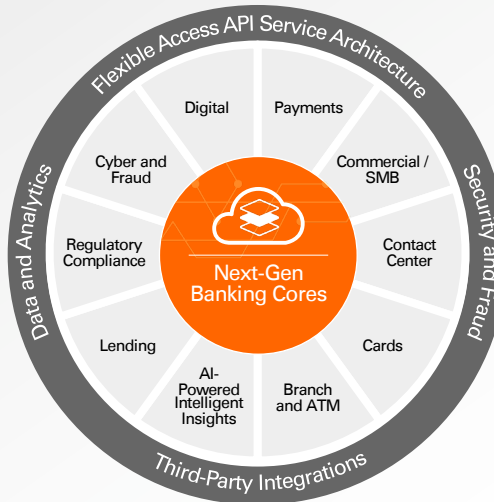 Flexible Access API Service Architecture
Digital
Payments
Cyber and
Fraud
Commercial /
SMB
Data and Analytics
Regulatory
Compliance
Next-Gen
Banking Cores
Contact
Center
Security and Fraud
Lending
Cards
AI-
Powered
Intelligent
Insights
Branch
and ATM
Third-Party Integrations